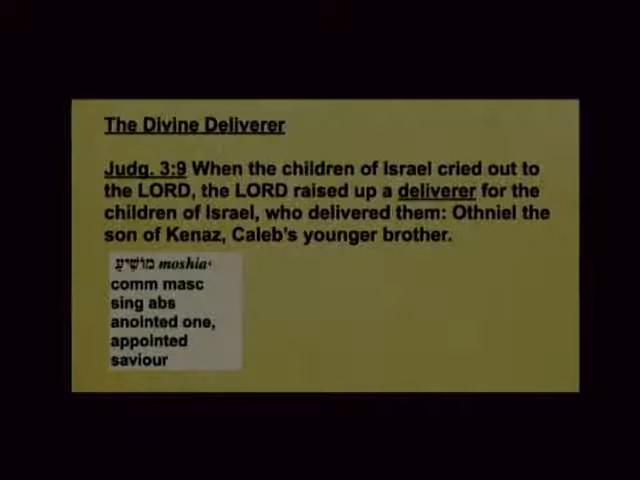 The Divine Deliverer
Judg. 3:9 When the children of Israel cried out to
the LORD, the LORD raised up a deliverer for the
children of Israel, who delivered them: Othniel the
son of Kenaz, Caleb's younger brother.
מוֹשִׁיעַ moshiaʿ
comm masc
sing abs
anointed one,
appointed
saviour